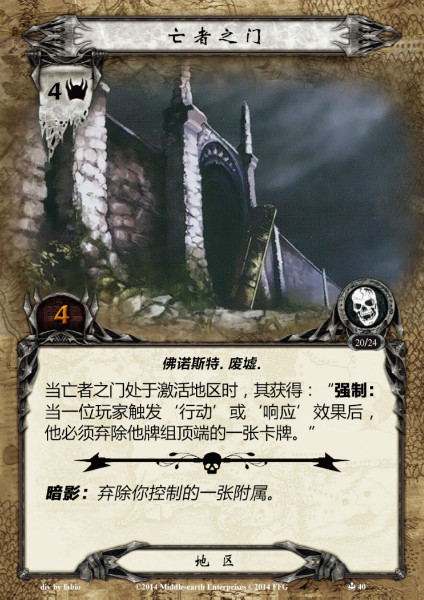 亡者之门
4
4
20/24
佛诺斯特. 废墟.
当亡者之门处于激活地区时，其获得：“强制：
当一位玩家触发‘行动’或‘响应’效果后，
他必须弃除他牌组顶端的一张卡牌。”
暗影：弃除你控制的一张附属。
地区
diy by fabio ©2014 Middle-earth Enterprises ©2014 FFG 40